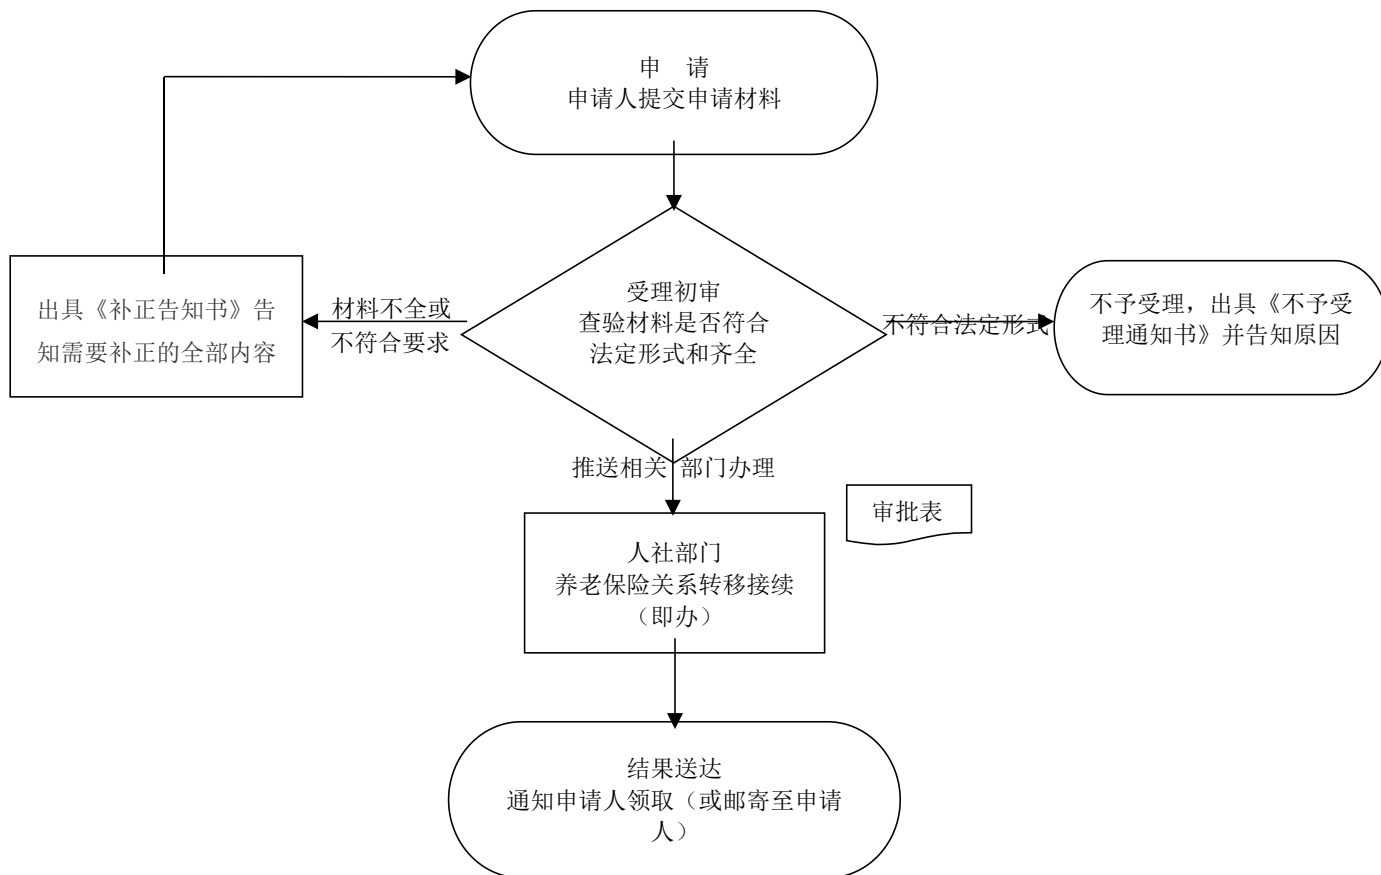 申　请
申请人提交申请材料
出具《补正告知书》告
知需要补正的全部内容
材料不全或
不符合要求
受理初审
查验材料是否符合
法定形式和齐全
不符合法定形式
不予受理，出具《不予受
理通知书》并告知原因
推送相关 部门办理
审批表
人社部门
养老保险关系转移接续
（即办）
结果送达
通知申请人领取（或邮寄至申请
人）